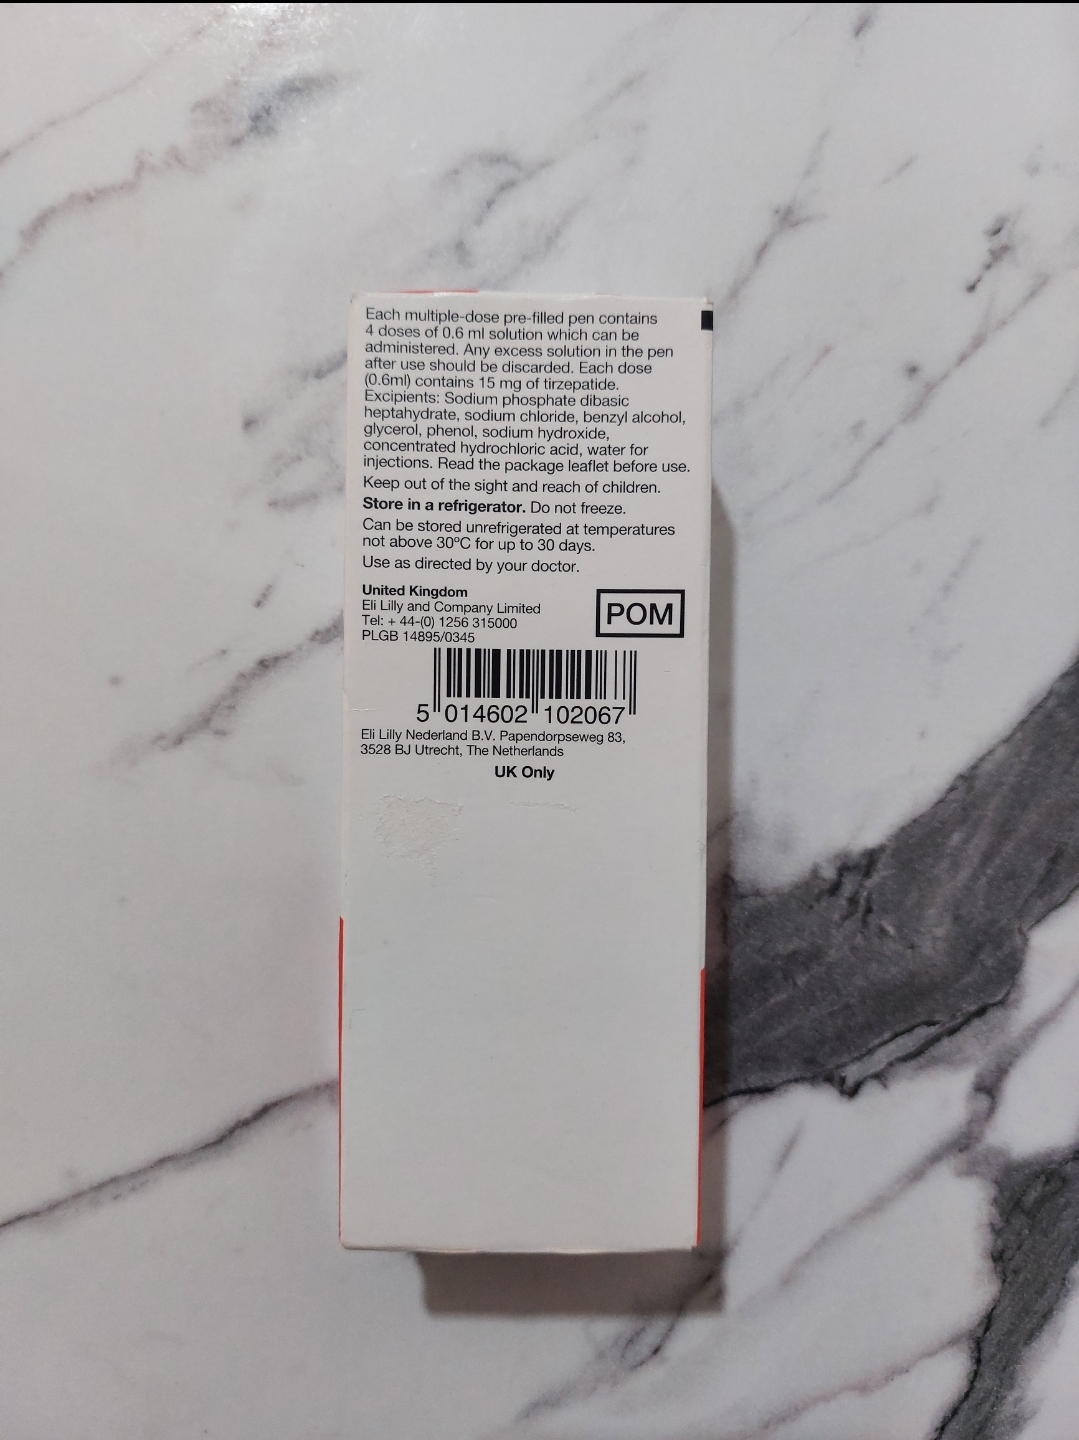 Each multiple-dose pre-filled pen contains
4 doses of 0.6 ml solution which can be
administered. Any excess solution in the pen
after use should be discarded. Each dose
(0.6ml) contains 15 mg of tirzepatide.
Excipients: Sodium phosphate dibasic
heptahydrate, sodium chloride, benzyl alcohol,
glycerol, phenol, sodium hydroxide,
concentrated hydrochloric acid, water for
injections. Read the package leaflet before use.
Keep out of the sight and reach of children.
Store in a refrigerator. Do not freeze.
Can be stored unrefrigerated at temperatures
not above 30ºC for up to 30 days.
Use as directed by your doctor.
United Kingdom
Eli Lilly and Company Limited
Tel: + 44-(0) 1256 315000
PLGB 14895/0345
POM
5 014602 102067
Eli Lilly Nederland B.V. Papendorpseweg 83,
3528 BJ Utrecht, The Netherlands
UK Only